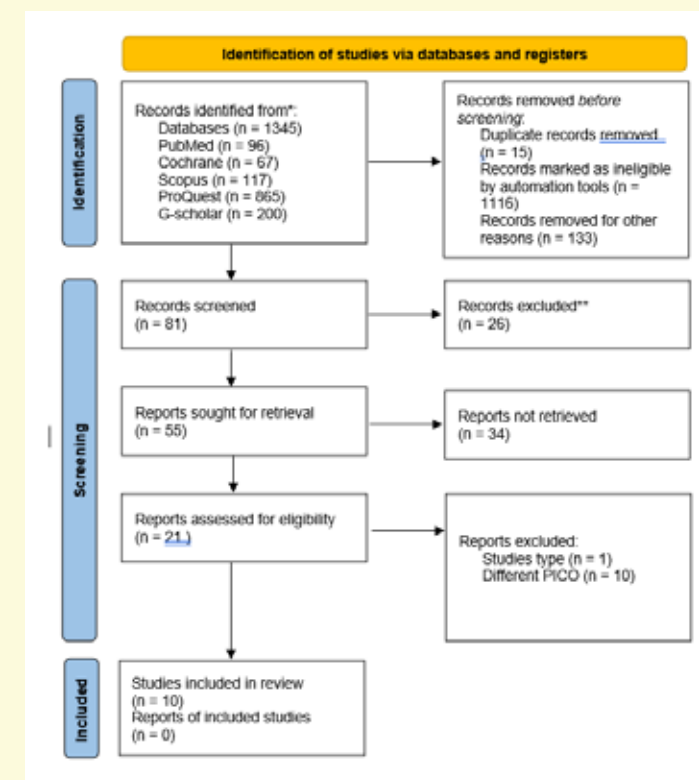 Identification of studies via databases and registers
Identification
Records identified from*:
Databases (n = 1345)
PubMed (n = 96)
Cochrane (n = 67)
Scopus (n = 117)
ProQuest (n = 865)
G-scholar (n = 200)
Records removed before
screening:
Duplicate records removed
(n = 15)
Records marked as ineligible
by automation tools (n =
1116)
Records removed for other
reasons (n = 133)
Screening
Records screened
(n = 81)
Records excluded**
(n = 26)
Reports sought for retrieval
(n = 55)
Reports not retrieved
(n = 34)
Reports assessed for eligibility
(n = 21 )
Reports excluded:
Studies type (n = 1)
Different PICO (n = 10)
Included
Studies included in review
(n = 10)
Reports of included studies
(n = 0)